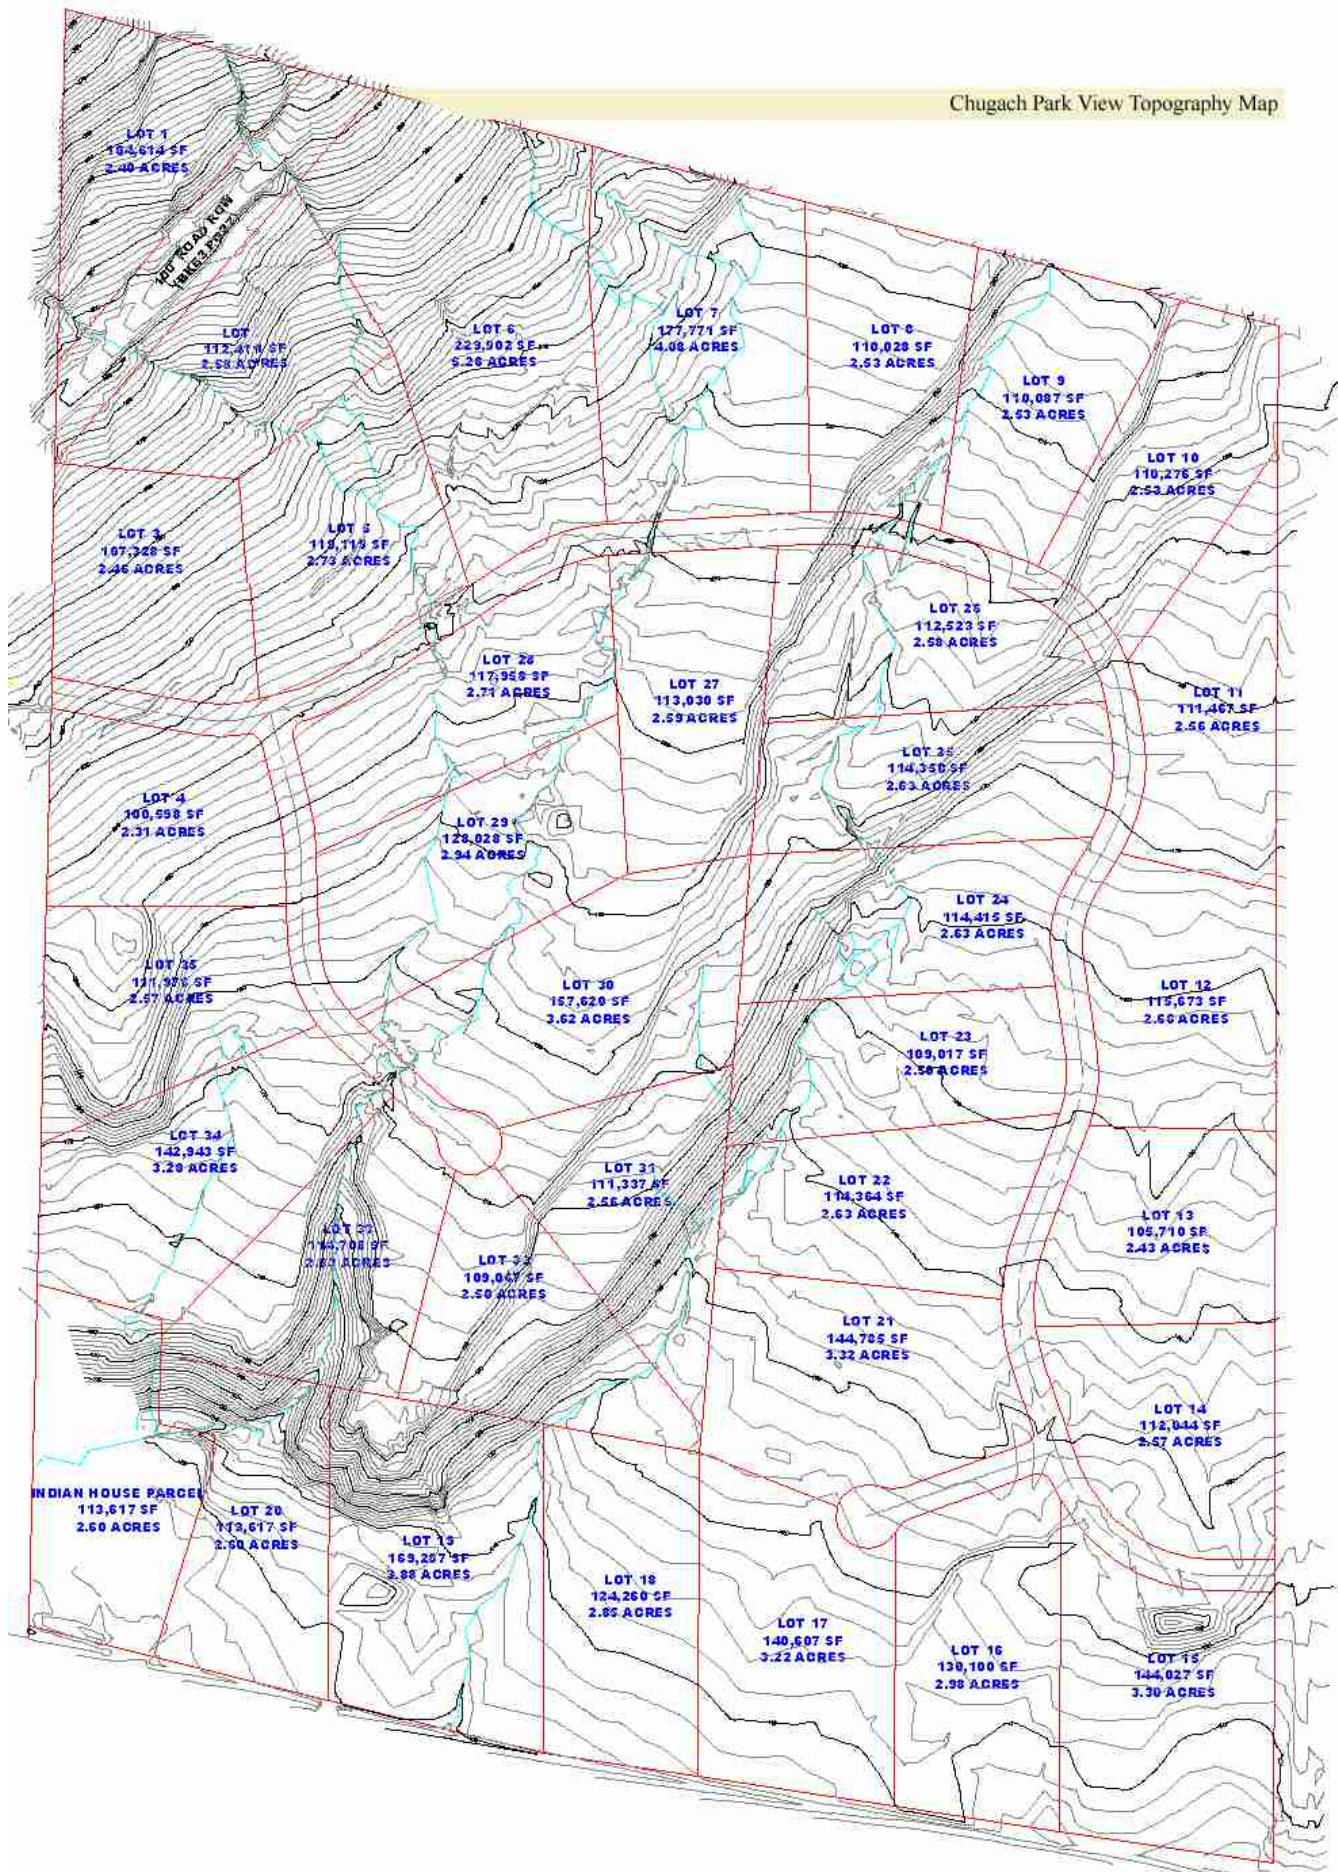 Chugach Park View Topography Map
LOT 1
104,614 SF
2.40 ACRES
100' ROAD ROW
LOT
2.58 ACRES
LOT 6
229,902 SF
5.28 ACRES
LOT 7
177,771 SF
4.08 ACRES
LOT 8
110,028 SF
2.53 ACRES
LOT 9
110,087 SF
2.53 ACRES
LOT 10
110,276 SF
2.53 ACRES
LOT 3
107,328 SF
2.46 ACRES
LOT 5
2.73 ACRES
LOT 26
112,523 SF
2.58 ACRES
LOT 28
117,958 SF
2.71 ACRES
LOT 27
113,030 SF
2.59 ACRES
LOT 11
111,467 SF
2.56 ACRES
LOT 25
114,350 SF
2.63 ACRES
LOT 4
100,598 SF
2.31 ACRES
LOT 29
128,028 SF
2.94 ACRES
LOT 24
114,415 SF
2.63 ACRES
LOT 35
2.57 ACRES
LOT 30
157,620 SF
3.62 ACRES
LOT 12
115,673 SF
2.66 ACRES
LOT 23
109,017 SF
2.50 ACRES
LOT 34
142,943 SF
3.28 ACRES
LOT 31
111,337 SF
2.56 ACRES
LOT 22
114,364 SF
2.63 ACRES
LOT 13
105,710 SF
2.43 ACRES
LOT 33
2.63 ACRES
LOT
109,047 SF
2.50 ACRES
LOT 21
144,785 SF
3.32 ACRES
LOT 14
112,044 SF
2.57 ACRES
INDIAN HOUSE PARCEL
113,617 SF
2.60 ACRES
LOT 20
113,617 SF
2.60 ACRES
LOT 19
169,207 SF
3.88 ACRES
LOT 18
124,260 SF
2.85 ACRES
LOT 17
140,607 SF
3.22 ACRES
LOT 16
130,100 SF
2.98 ACRES
LOT 15
144,027 SF
3.30 ACRES